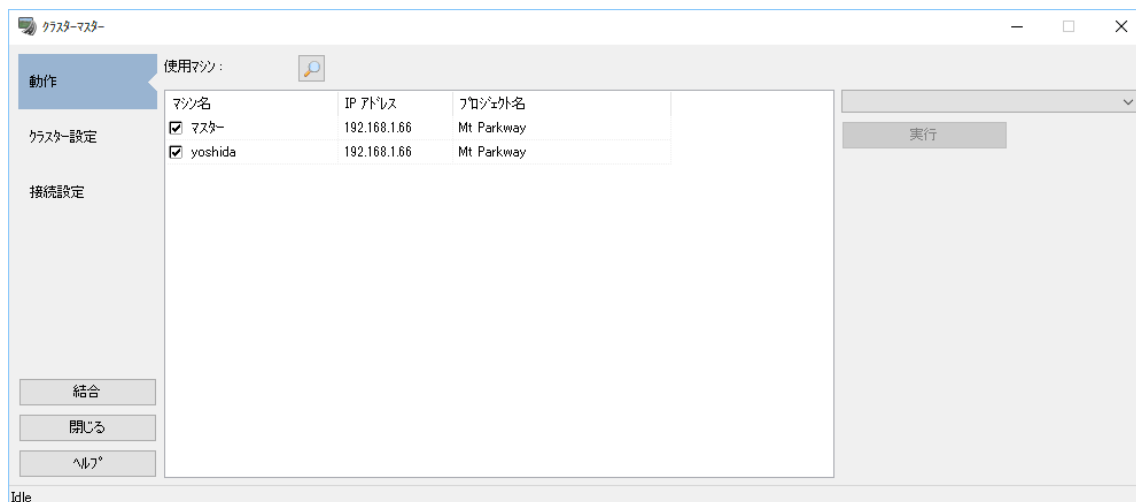 クラスターマスター
動作
クラスター設定
接続設定
使用マシン :
マシン名 IP アドレス プロジェクト名
マスター 192.168.1.66 Mt Parkway
yoshida 192.168.1.66 Mt Parkway
実行
結合
閉じる
ヘルプ
Idle